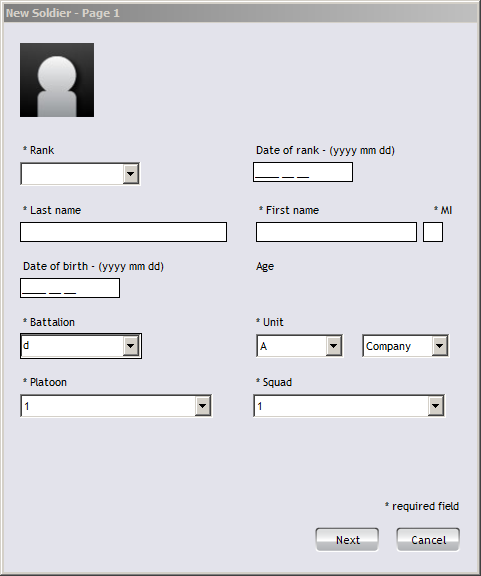 New Soldier - Page 1
* Rank
Date of rank - (yyyy mm dd)
____ __ __
* Last name
* First name
* MI
Date of birth - (yyyy mm dd)
Age
____ __ __
* Battalion
* Unit
d
A
Company
* Platoon
* Squad
1
1
* required field
Next
Cancel